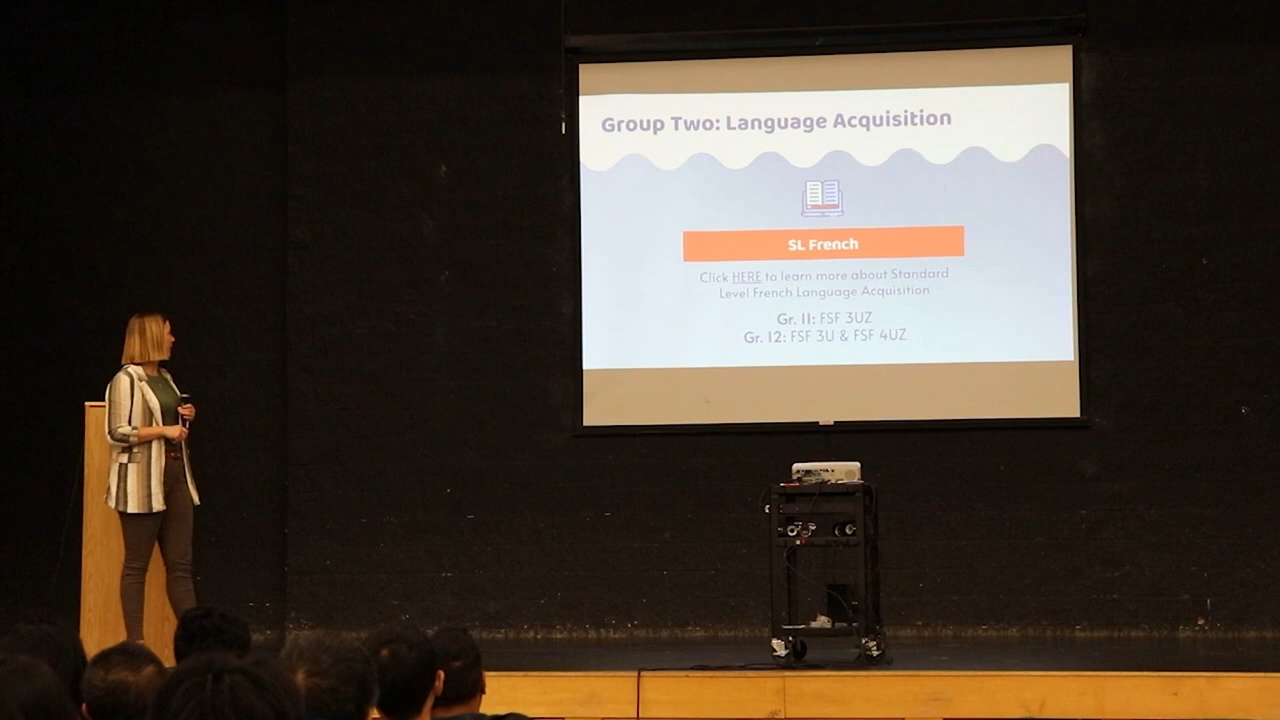 Group Two: Language Acquisition
SL French
Click HERE to learn more about Standard
Level French Language Acquisition
Gr. 11: FSF 3UZ
Gr. 12: FSF 3U & FSF 4UZ